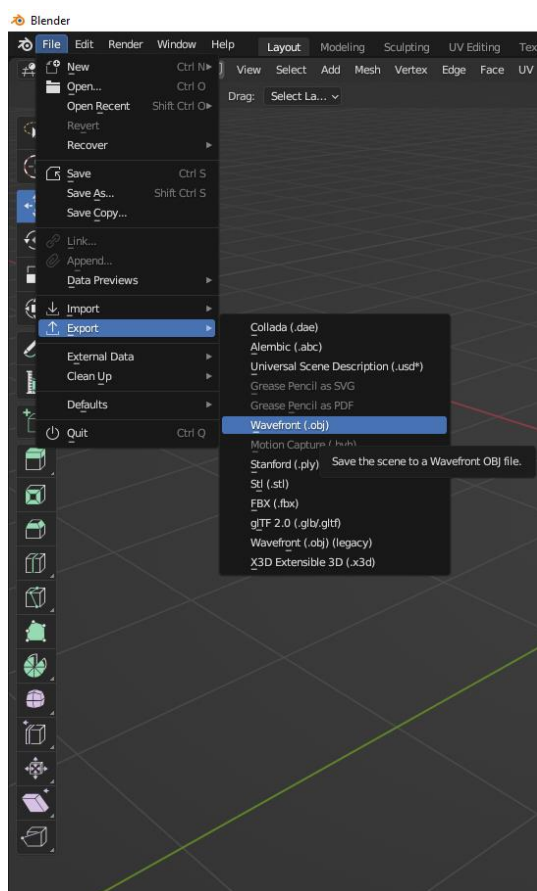 Blender
File Edit Render Window Help Layout Modeling Sculpting UV Editing
View Select Add Mesh Vertex Edge Face UV
Drag: Select La...
New Ctrl N
Open... Ctrl O
Open Recent Shift Ctrl O
Revert
Recover
Save Ctrl S
Save As... Shift Ctrl S
Save Copy...
Link...
Append...
Data Previews
Import
Export
External Data
Clean Up
Defaults
Quit Ctrl Q
Collada (.dae)
Alembic (.abc)
Universal Scene Description (.usd*)
Grease Pencil as SVG
Grease Pencil as PDF
Wavefront (.obj)
Motion Capture (.bvh)
Stanford (.ply)
Save the scene to a Wavefront OBJ file.
Stl (.stl)
FBX (.fbx)
glTF 2.0 (.glb/.gltf)
Wavefront (.obj) (legacy)
X3D Extensible 3D (.x3d)